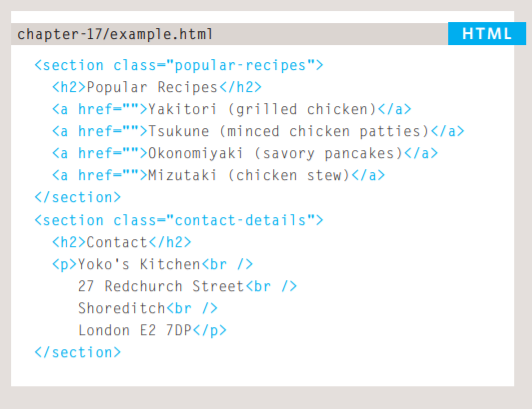 chapter-17/example.html HTML
<section class="popular-recipes">
<h2>Popular Recipes</h2>
<a href="">Yakitori (grilled chicken)</a>
<a href="">Tsukune (minced chicken patties)</a>
<a href="">Okonomiyaki (savory pancakes)</a>
<a href="">Mizutaki (chicken stew)</a>
</section>
<section class="contact-details">
<h2>Contact</h2>
<p>Yoko's Kitchen<br />
27 Redchurch Street<br />
Shoreditch<br />
London E2 7DP</p>
</section>